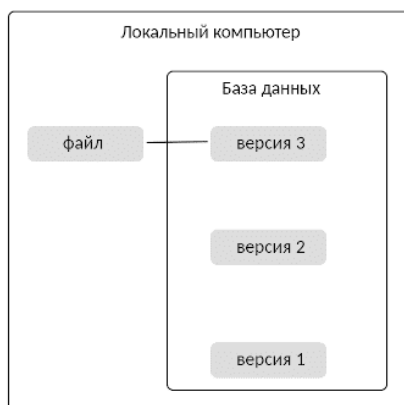 Локальный компьютер
База данных
файл
версия 3
версия 2
версия 1